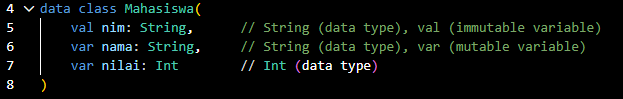 4 data class Mahasiswa(
5 val nim: String, // String (data type), val (immutable variable)
6 var nama: String, // String (data type), var (mutable variable)
7 var nilai: Int // Int (data type)
8 )